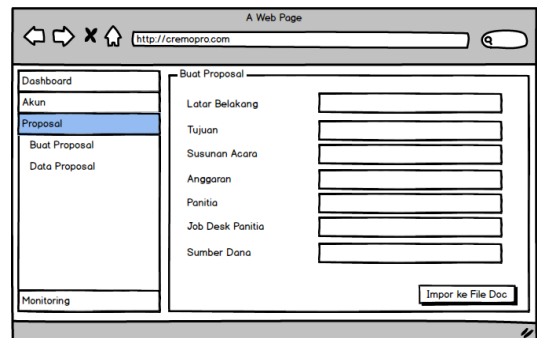 A Web Page
http://cremopro.com
Dashboard
Akun
Proposal
Buat Proposal
Data Proposal
Monitoring
Buat Proposal
Latar Belakang
Tujuan
Susunan Acara
Anggaran
Panitia
Job Desk Panitia
Sumber Dana
Impor ke File Doc